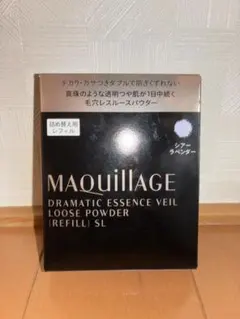 テカリ・カサつきダブルで防ぎくずれない
真珠のような透明つや肌が1日中続く
毛穴レスルースパウダー
詰め替え用
レフィル
シアー
ラベンダー
MAQuillAGE
DRAMATIC ESSENCE VEIL
LOOSE POWDER
(REFILL) SL